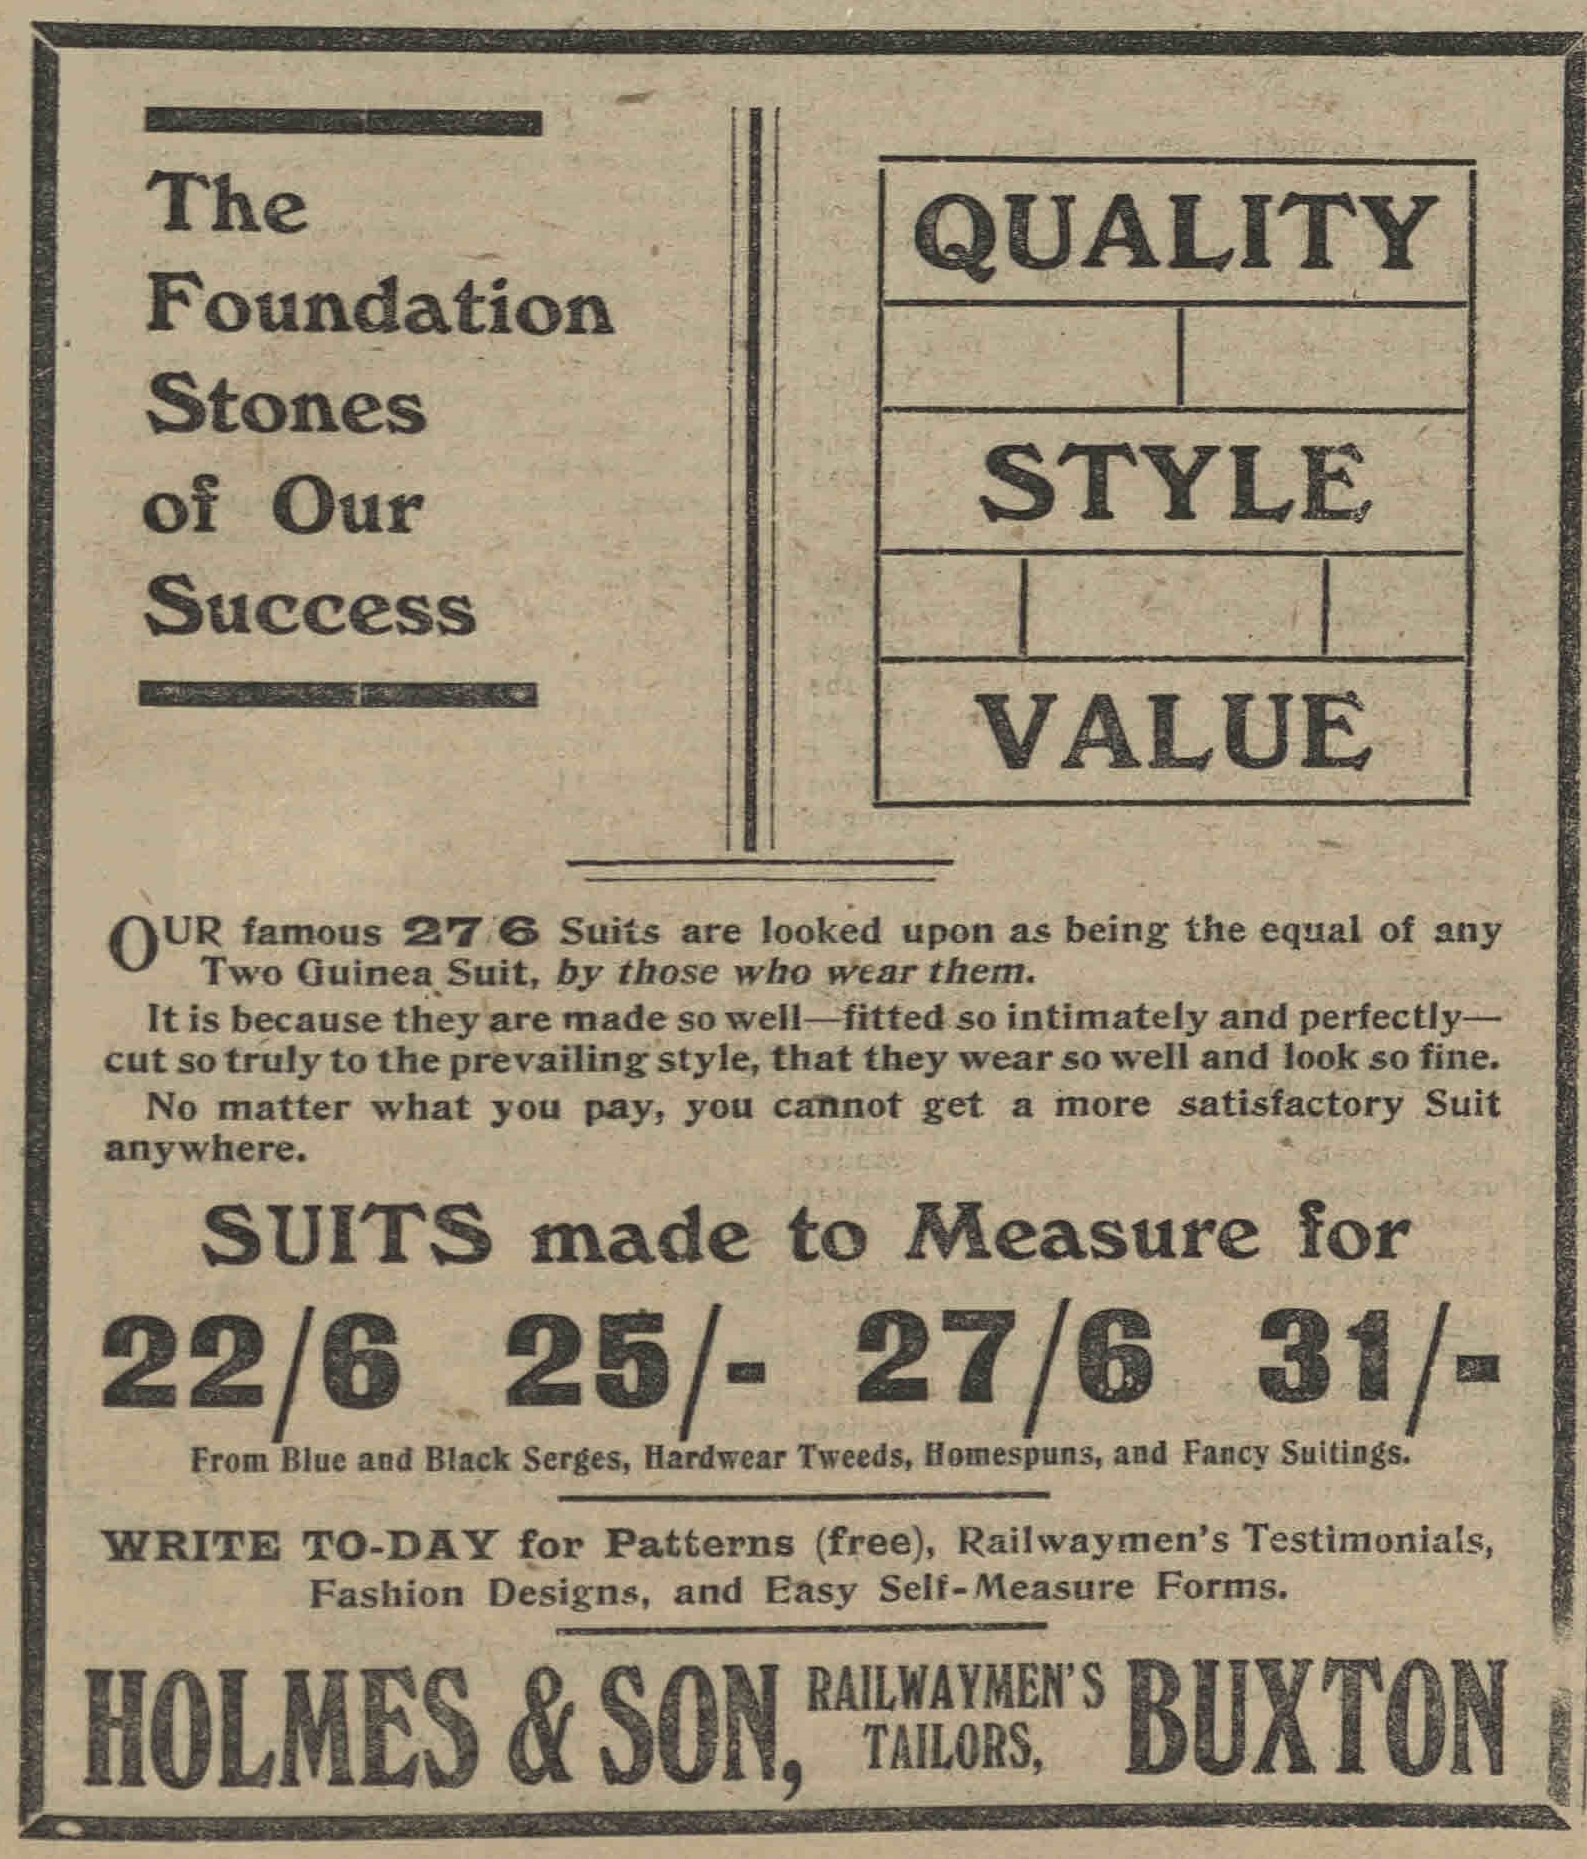 The
Foundation
Stones
of Our
Success
QUALITY
STYLE
VALUE
OUR famous 27/6 Suits are looked upon as being the equal of any
Two Guinea Suit, by those who wear them.
It is because they are made so well—fitted so intimately and perfectly—
cut so truly to the prevailing style, that they wear so well and look so fine.
No matter what you pay, you cannot get a more satisfactory Suit
anywhere.
SUITS made to Measure for
22/6 25/- 27/6 31/-
From Blue and Black Serges, Hardwear Tweeds, Homespuns, and Fancy Suitings.
WRITE TO-DAY for Patterns (free), Railwaymen's Testimonials,
Fashion Designs, and Easy Self-Measure Forms.
HOLMES & SON, RAILWAYMEN'S TAILORS, BUXTON